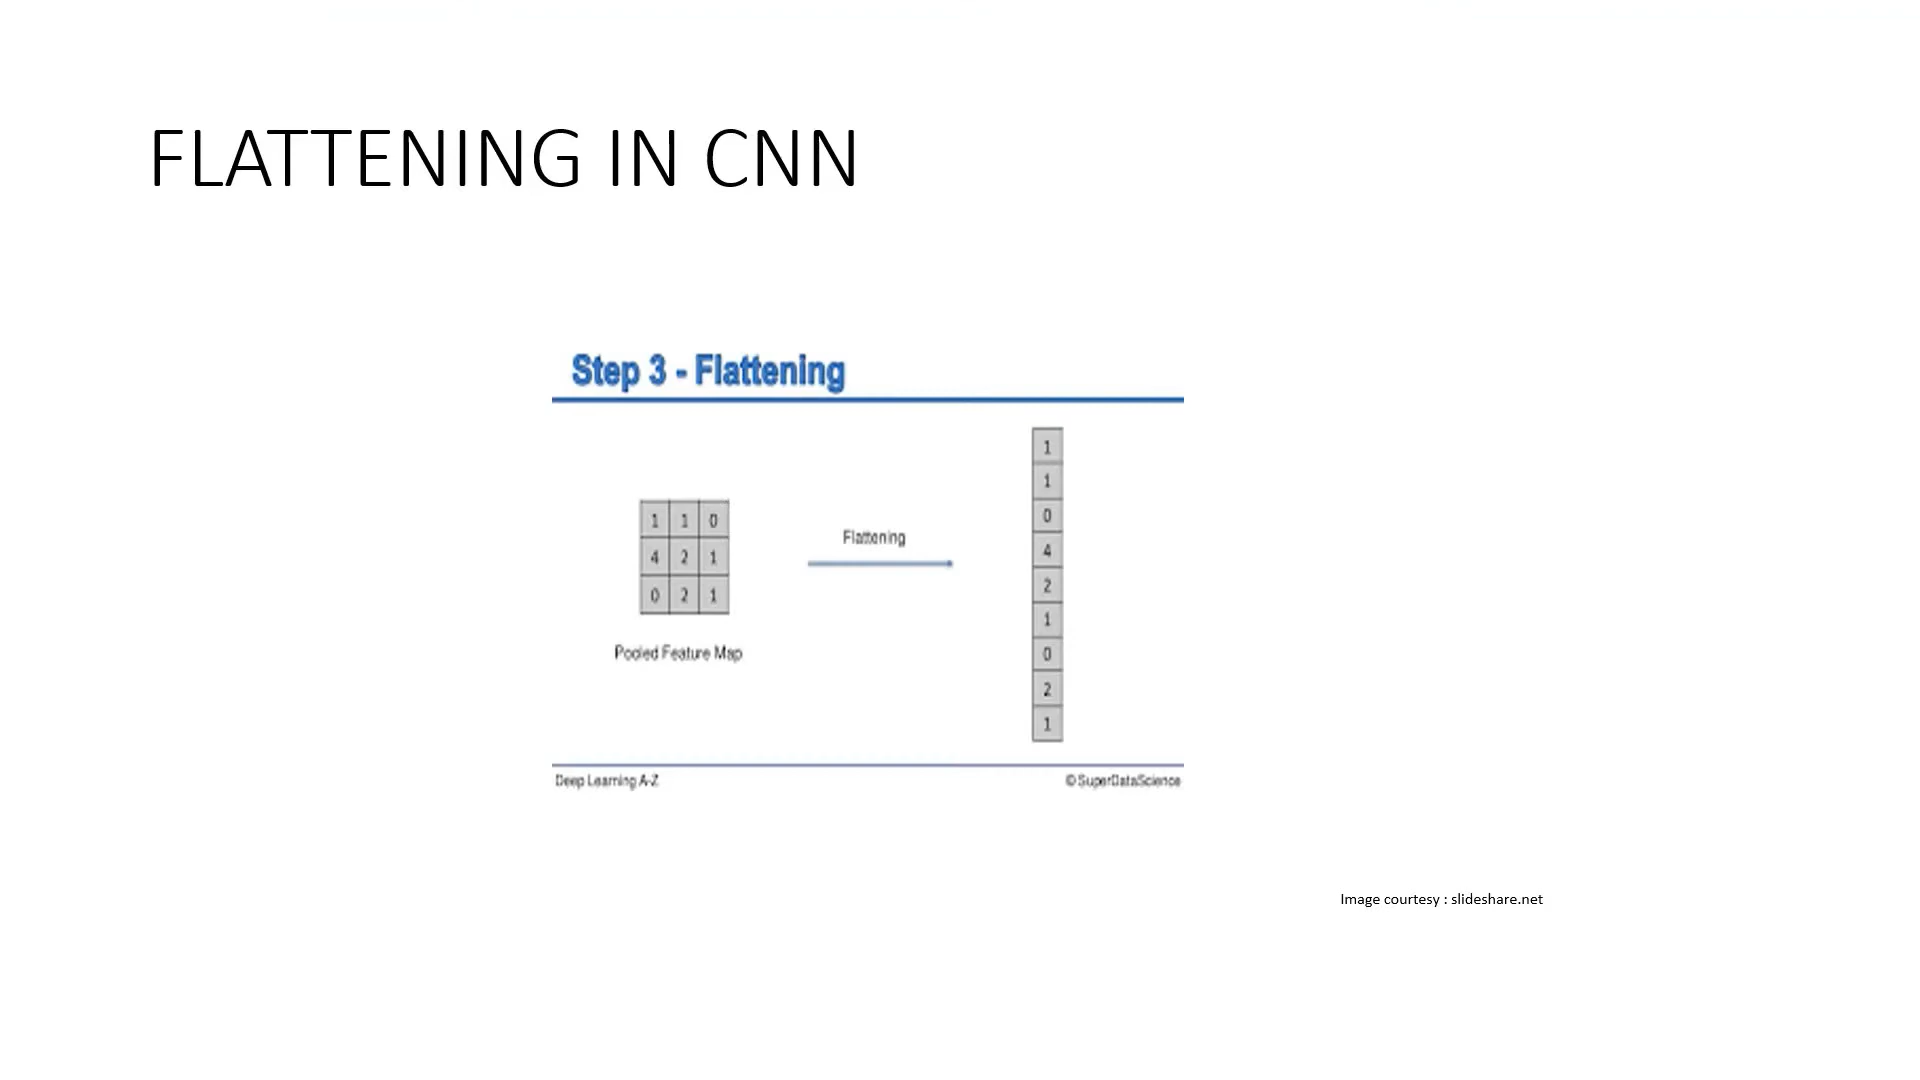 FLATTENING IN CNN
Step 3 - Flattening
1 1 0
4 2 1
0 2 1
Pooled Feature Map
Flattening
1
1
0
4
2
1
0
2
1
Deep Learning A-Z
© SuperDataScience
Image courtesy : slideshare.net